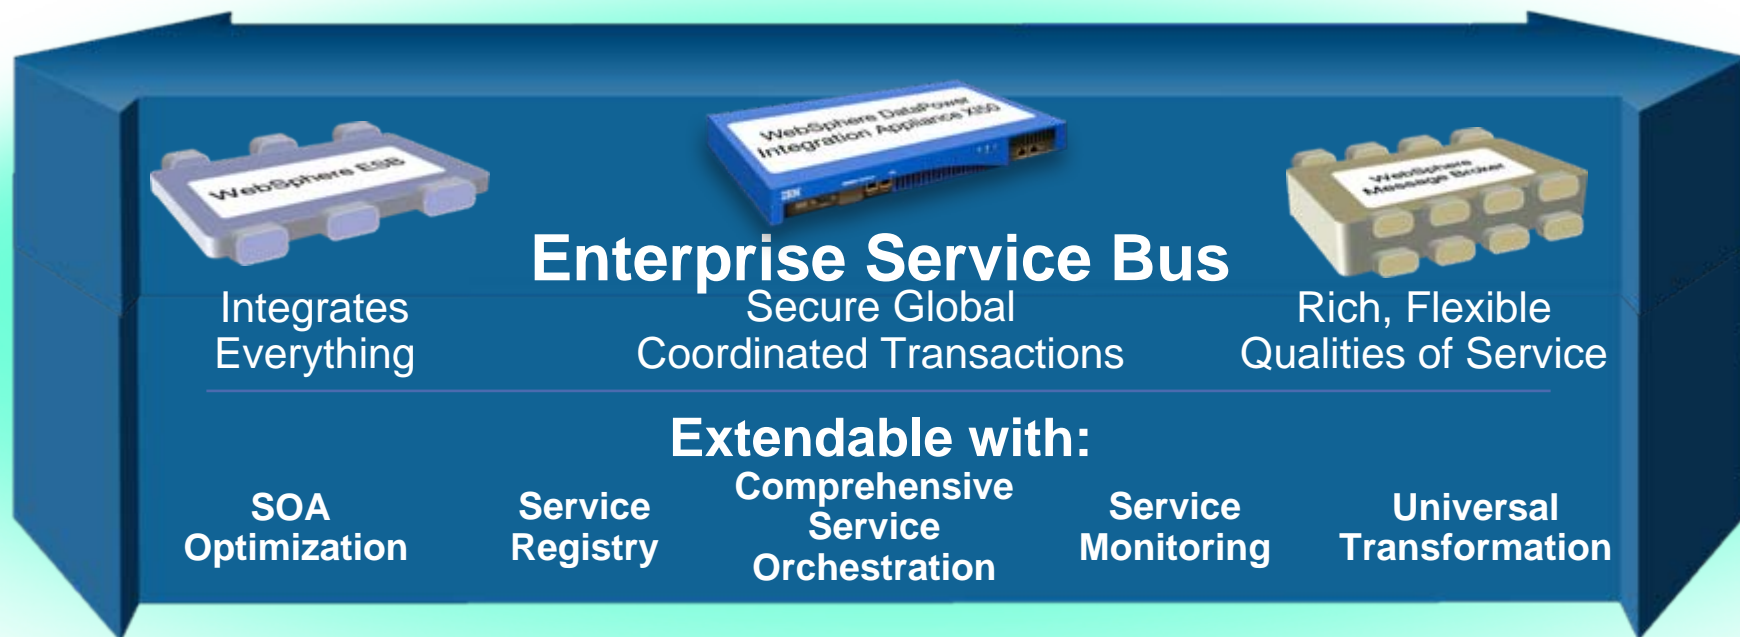 WebSphere ESB
WebSphere DataPower
Integration Appliance XI50
IBM
WebSphere
Message Broker
Enterprise Service Bus
Integrates
Everything
Secure Global
Coordinated Transactions
Rich, Flexible
Qualities of Service
Extendable with:
SOA
Optimization
Service
Registry
Comprehensive
Service
Orchestration
Service
Monitoring
Universal
Transformation